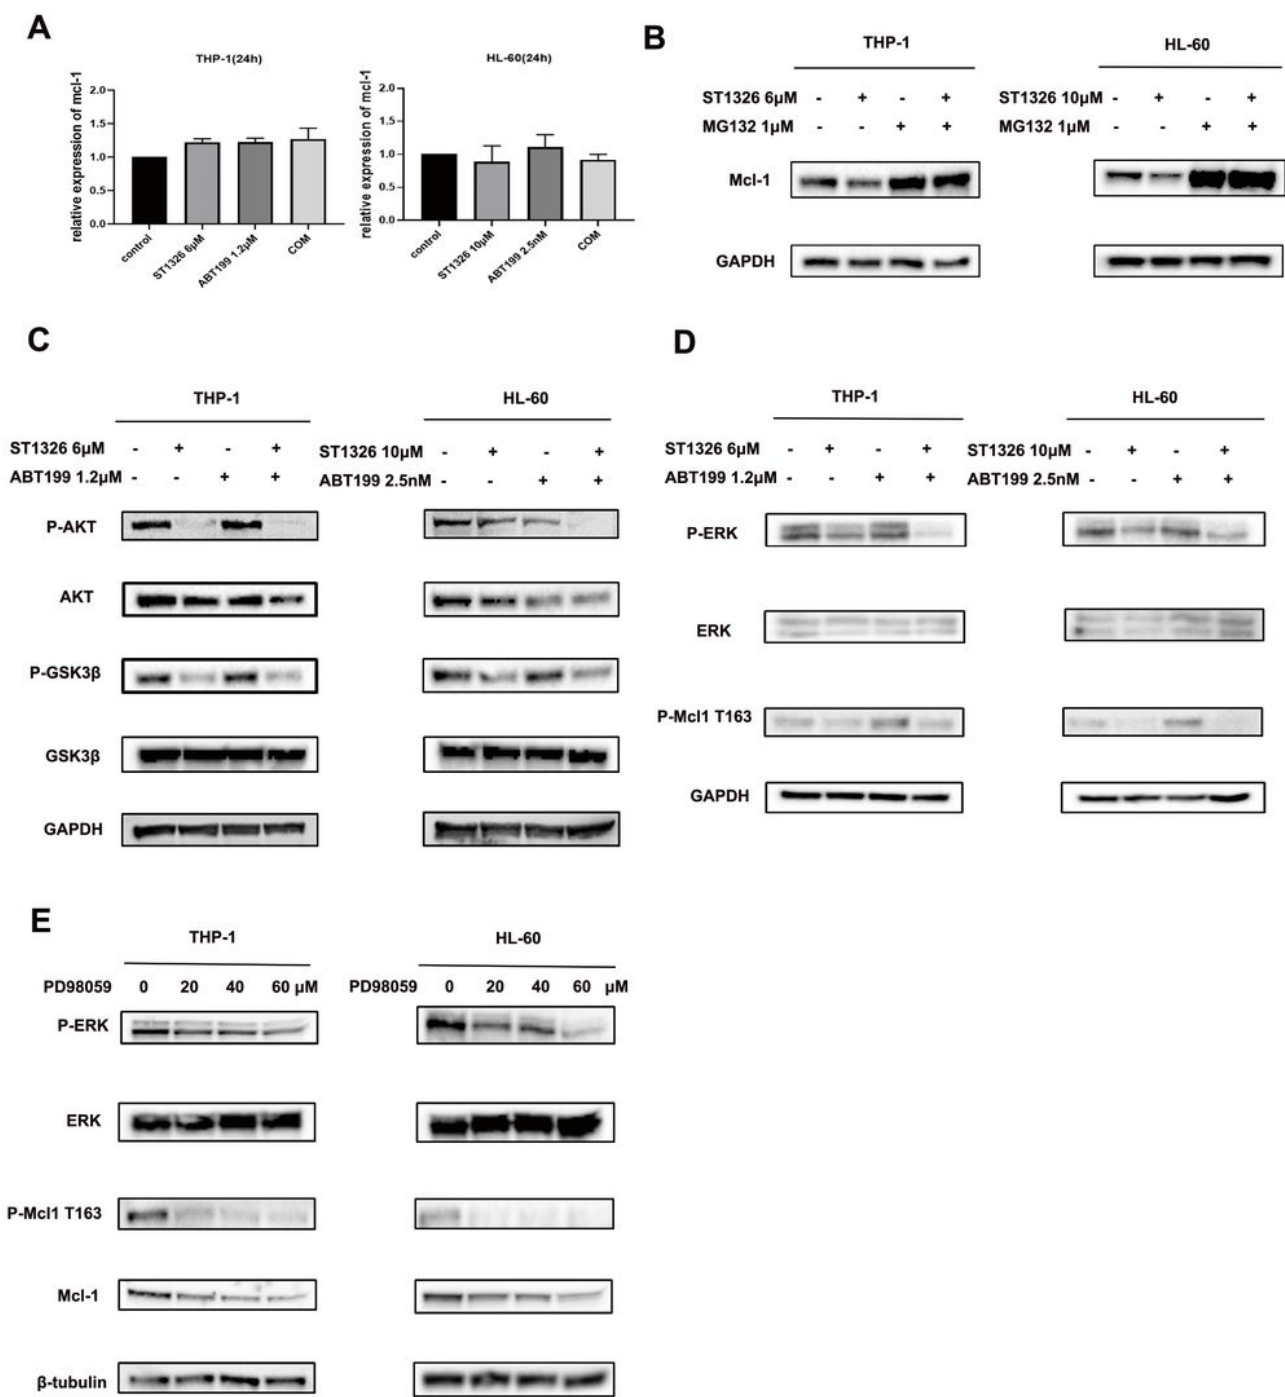 A
THP-1(24h)
relative expression of mcl-1
2.0
1.5
1.0
0.5
0.0
control
ST1326 6μM
ABT199 1.2μM
COM
HL-60(24h)
relative expression of mcl-1
2.0
1.5
1.0
0.5
0.0
control
ST1326 10μM
ABT199 2.5nM
COM
B
THP-1 HL-60
ST1326 6μM - + - + ST1326 10μM - + - +
MG132 1μM - - + + MG132 1μM - - + +
Mcl-1
GAPDH
C
THP-1 HL-60
ST1326 6μM - + - + ST1326 10μM - + - +
ABT199 1.2μM - - + + ABT199 2.5nM - - + +
P-AKT
AKT
P-GSK3β
GSK3β
GAPDH
D
THP-1 HL-60
ST1326 6μM - + - + ST1326 10μM - + - +
ABT199 1.2μM - - + + ABT199 2.5nM - - + +
P-ERK
ERK
P-Mcl1 T163
GAPDH
E
THP-1 HL-60
PD98059 0 20 40 60 μM PD98059 0 20 40 60 μM
P-ERK
ERK
P-Mcl1 T163
Mcl-1
β-tubulin